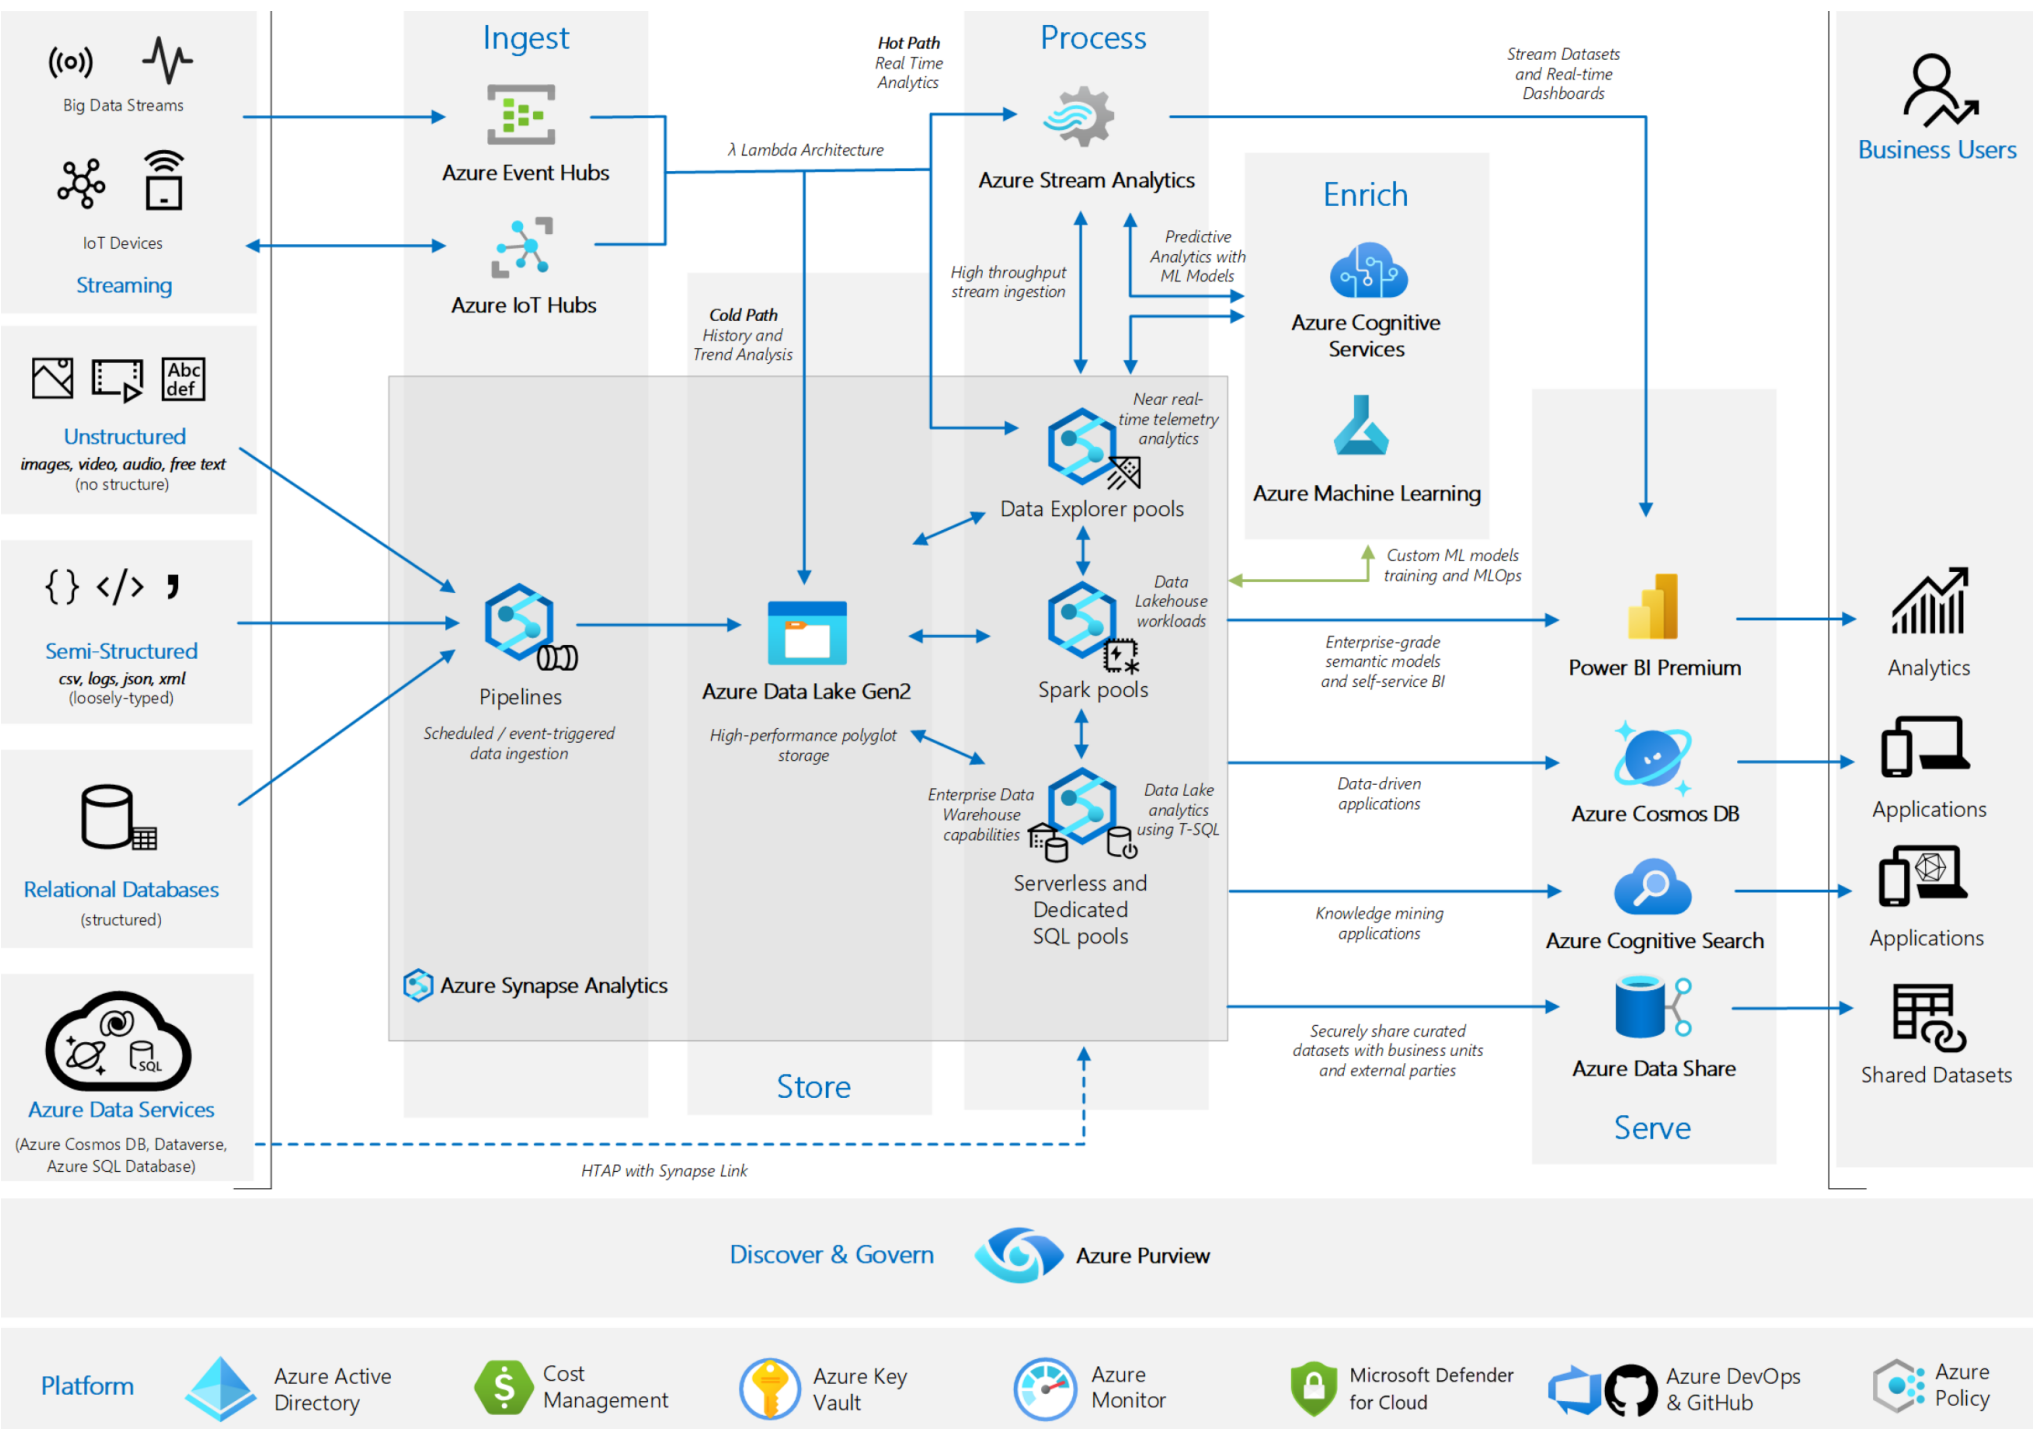 Big Data Streams
IoT Devices
Streaming
Abc
def
Unstructured
images, video, audio, free text
(no structure)
{} </> ,
Semi-Structured
csv, logs, json, xml
(loosely-typed)
Relational Databases
(structured)
SQL
Azure Data Services
(Azure Cosmos DB, Dataverse,
Azure SQL Database)
Ingest
Azure Event Hubs
Azure IoT Hubs
Pipelines
Scheduled / event-triggered
data ingestion
Azure Synapse Analytics
λ Lambda Architecture
Cold Path
History and
Trend Analysis
Azure Data Lake Gen2
High-performance polyglot
storage
Store
HTAP with Synapse Link
Hot Path
Real Time
Analytics
Process
Azure Stream Analytics
High throughput
stream ingestion
Predictive
Analytics with
ML Models
Near real-
time telemetry
analytics
Data Explorer pools
Data
Lakehouse
workloads
Spark pools
Enterprise Data
Warehouse
capabilities
Data Lake
analytics
using T-SQL
Serverless and
Dedicated
SQL pools
Enrich
Azure Cognitive
Services
Azure Machine Learning
Custom ML models
training and MLOps
Stream Datasets
and Real-time
Dashboards
Enterprise-grade
semantic models
and self-service BI
Data-driven
applications
Knowledge mining
applications
Securely share curated
datasets with business units
and external parties
Power BI Premium
Azure Cosmos DB
Azure Cognitive Search
Azure Data Share
Serve
Business Users
Analytics
Applications
Applications
Shared Datasets
Discover & Govern
Azure Purview
Platform
Azure Active
Directory
Cost
Management
Azure Key
Vault
Azure
Monitor
Microsoft Defender
for Cloud
Azure DevOps
& GitHub
Azure
Policy